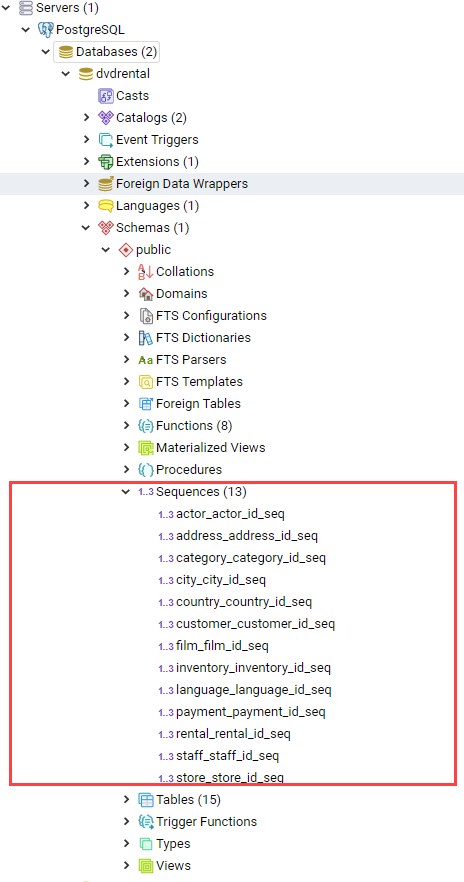 Servers (1)
PostgreSQL
Databases (2)
dvdrental
Casts
Catalogs (2)
Event Triggers
Extensions (1)
Foreign Data Wrappers
Languages (1)
Schemas (1)
public
Collations
Domains
FTS Configurations
FTS Dictionaries
Aa FTS Parsers
FTS Templates
Foreign Tables
Functions (8)
Materialized Views
Procedures
1..3 Sequences (13)
1..3 actor_actor_id_seq
1..3 address_address_id_seq
1..3 category_category_id_seq
1..3 city_city_id_seq
1..3 country_country_id_seq
1..3 customer_customer_id_seq
1..3 film_film_id_seq
1..3 inventory_inventory_id_seq
1..3 language_language_id_seq
1..3 payment_payment_id_seq
1..3 rental_rental_id_seq
1..3 staff_staff_id_seq
1..3 store_store_id_seq
Tables (15)
Trigger Functions
Types
Views